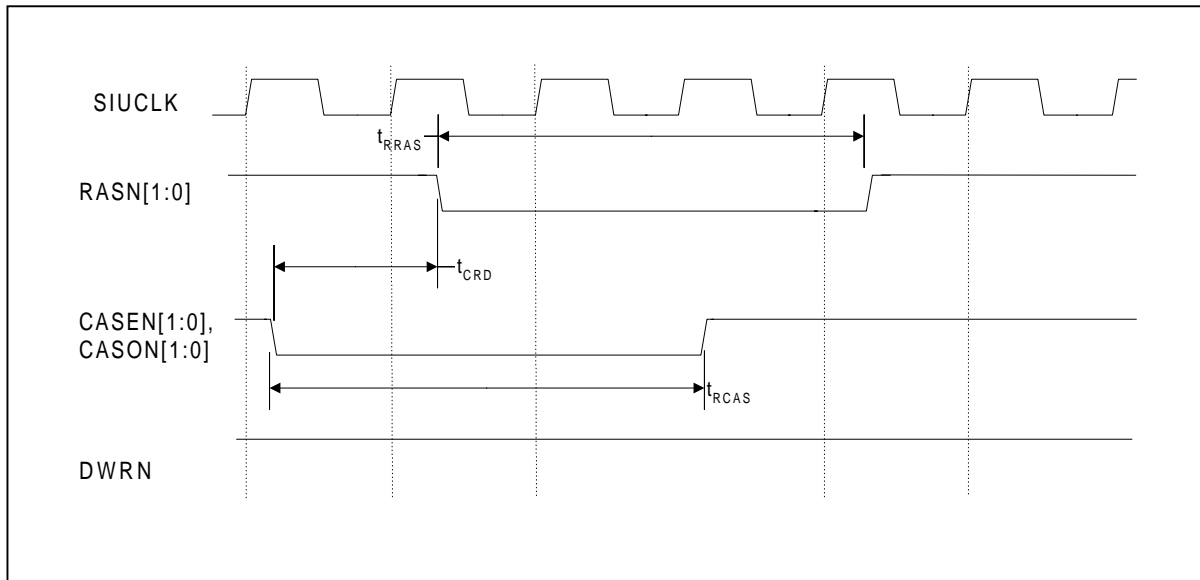 SIUCLK
tRRAS
RASN[1:0]
tCRD
CASEN[1:0],
CASON[1:0]
tRCAS
DWRN